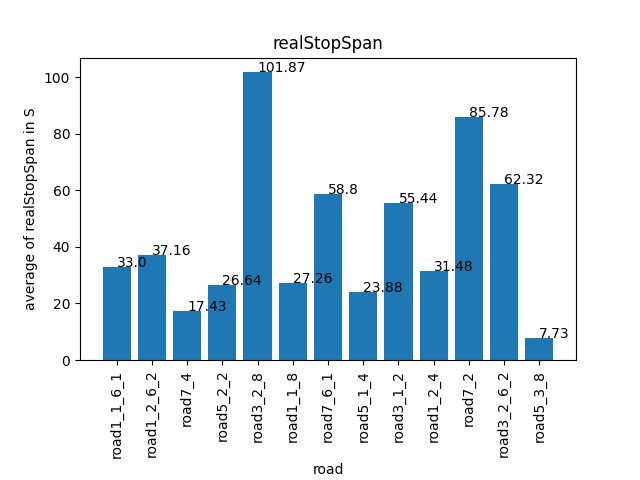 realStopSpan
average of realStopSpan in S
100
80
60
40
20
0
33.0
37.16
17.43
26.64
101.87
27.26
58.8
23.88
55.44
31.48
85.78
62.32
7.73
road1_1_6_1
road1_2_6_2
road7_4
road5_2_2
road3_2_8
road1_1_8
road7_6_1
road5_1_4
road3_1_2
road1_2_4
road7_2
road3_2_6_2
road5_3_8
road